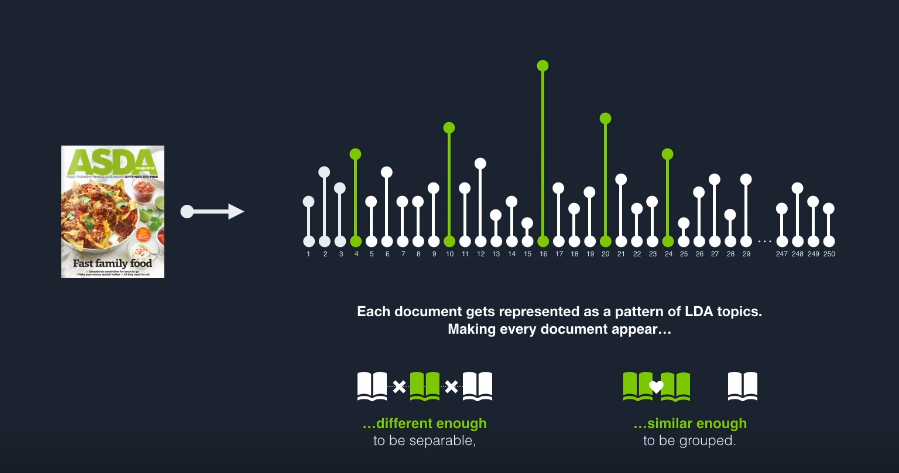 ASDA
magazine
Fast family food
1 2 3 4 5 6 7 8 9 10 11 12 13 14 15 16 17 18 19 20 21 22 23 24 25 26 27 28 29 ... 247 248 249 250
Each document gets represented as a pattern of LDA topics.
Making every document appear...
...different enough
to be separable,
...similar enough
to be grouped.